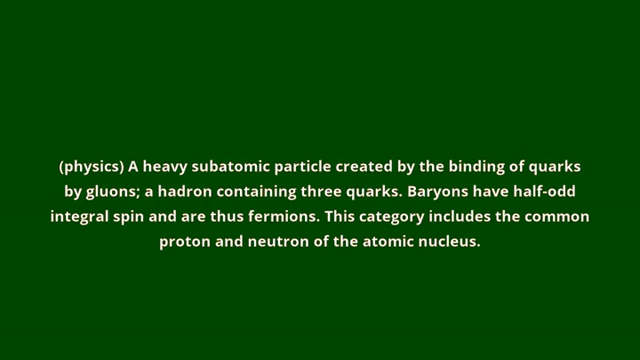 (physics) A heavy subatomic particle created by the binding of quarks
by gluons; a hadron containing three quarks. Baryons have half-odd
integral spin and are thus fermions. This category includes the common
proton and neutron of the atomic nucleus.